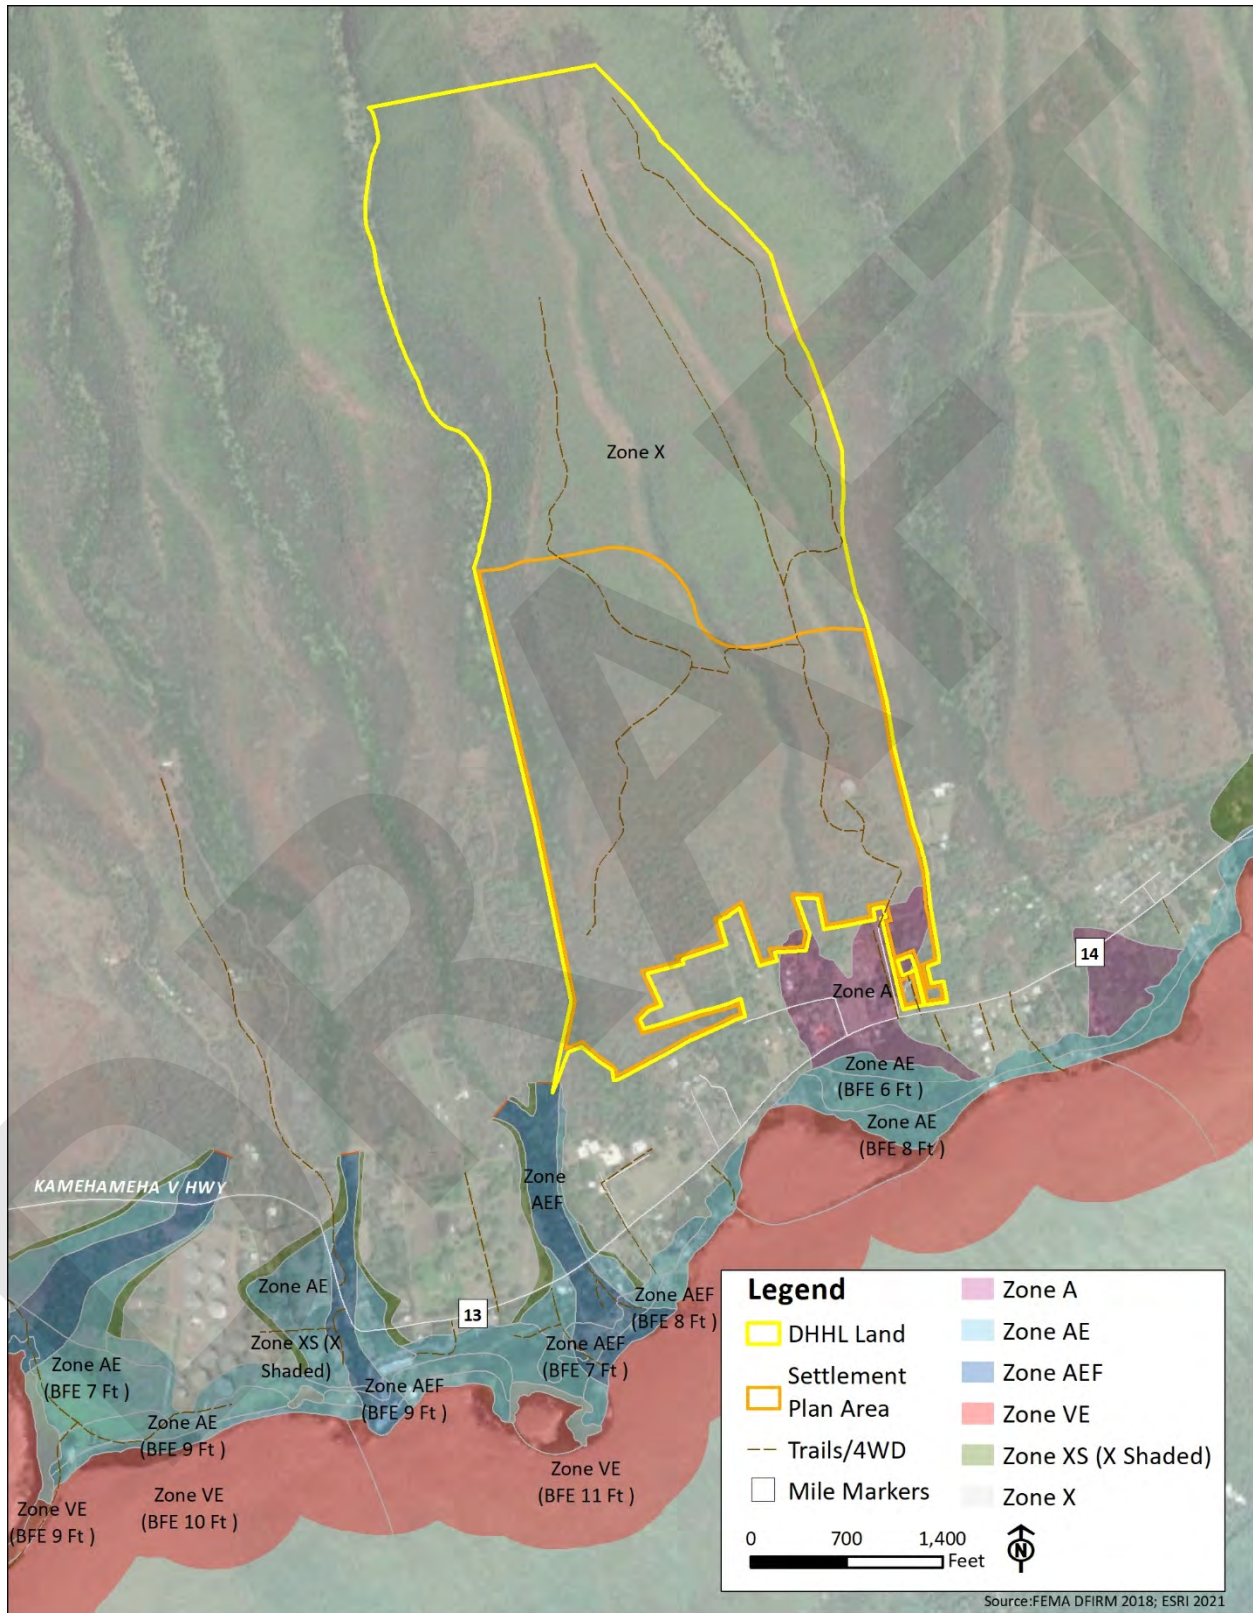 DRAFT
Zone X
Zone A
14
Zone AE
(BFE 6 Ft )
Zone AE
(BFE 8 Ft )
Zone
AEF
KAMEHAMEHA V HWY
Zone AE
13
Zone AEF
(BFE 8 Ft )
Zone XS (X
Shaded)
Zone AEF
(BFE 7 Ft )
Zone AE
(BFE 7 Ft )
Zone AEF
(BFE 9 Ft )
Zone AE
(BFE 9 Ft )
Zone VE
(BFE 11 Ft )
Zone VE
(BFE 10 Ft )
Zone VE
(BFE 9 Ft )
Legend
DHHL Land
Settlement
Plan Area
Trails/4WD
Mile Markers
Zone A
Zone AE
Zone AEF
Zone VE
Zone XS (X Shaded)
Zone X
0 700 1,400
Feet
N
Source:FEMA DFIRM 2018; ESRI 2021